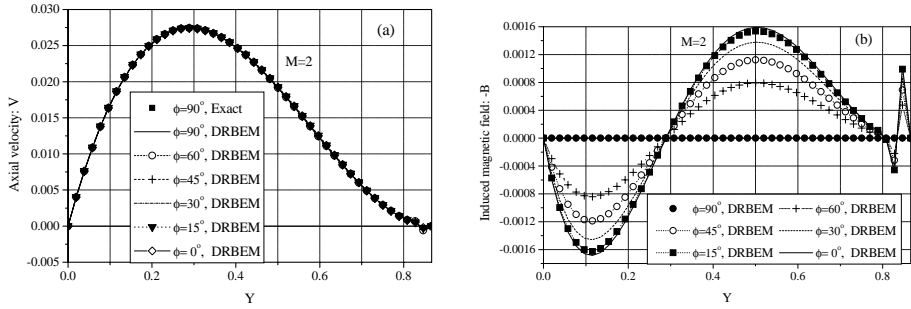 (a)
M=2
Axial velocity: V
0.030
0.025
0.020
0.015
0.010
0.005
0.000
-0.005
ϕ=90°, Exact
ϕ=90°, DRBEM
ϕ=60°, DRBEM
ϕ=45°, DRBEM
ϕ=30°, DRBEM
ϕ=15°, DRBEM
ϕ= 0°, DRBEM
0.0 0.2 0.4 0.6 0.8
Y
(b)
M=2
Induced magnetic field: -B
0.0016
0.0012
0.0008
0.0004
0.0000
-0.0004
-0.0008
-0.0012
-0.0016
ϕ=90°, DRBEM ϕ=60°, DRBEM
ϕ=45°, DRBEM ϕ=30°, DRBEM
ϕ=15°, DRBEM ϕ=0°, DRBEM
0.0 0.2 0.4 0.6 0.8
Y